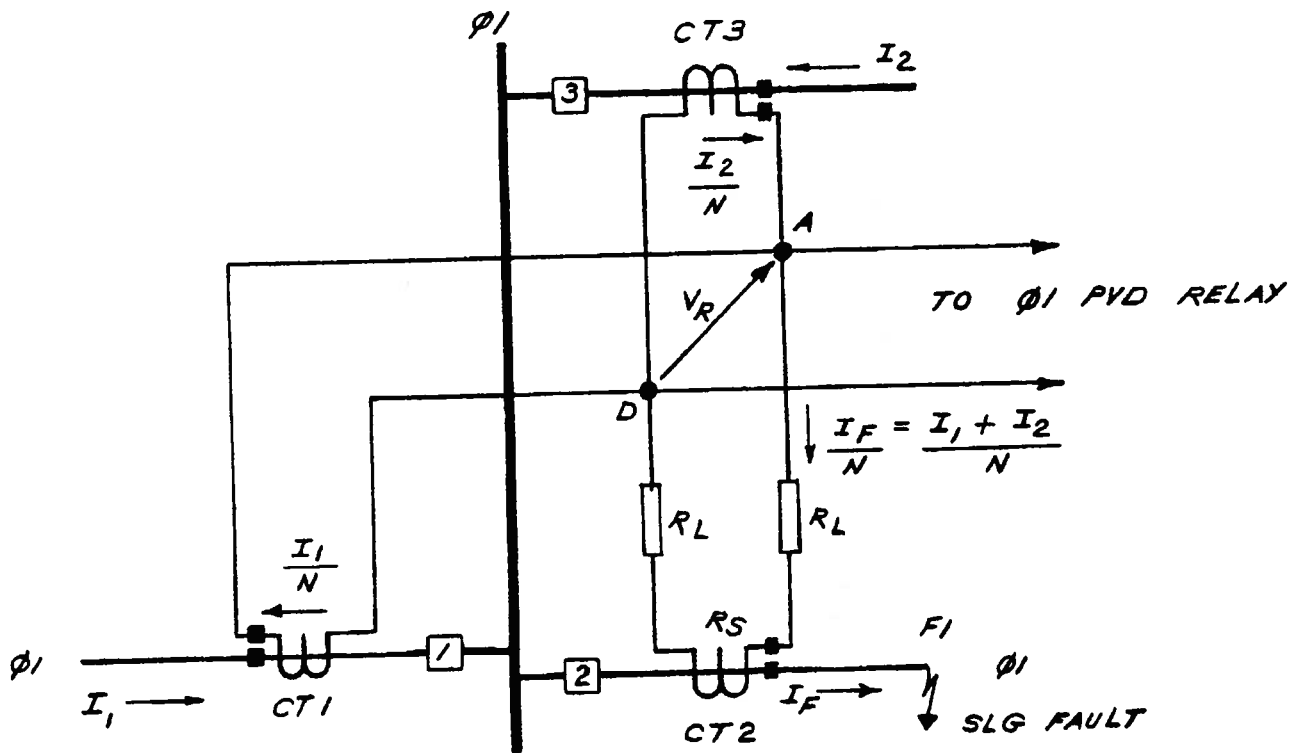 Ø1
CT3
I2
3
I2/N
A
VR
TO Ø1 PVD RELAY
D
IF/N = I1 + I2/N
RL
RL
I1/N
RS
F1
Ø1
1
Ø1
2
I1
CT1
IF
SLG FAULT
CT2